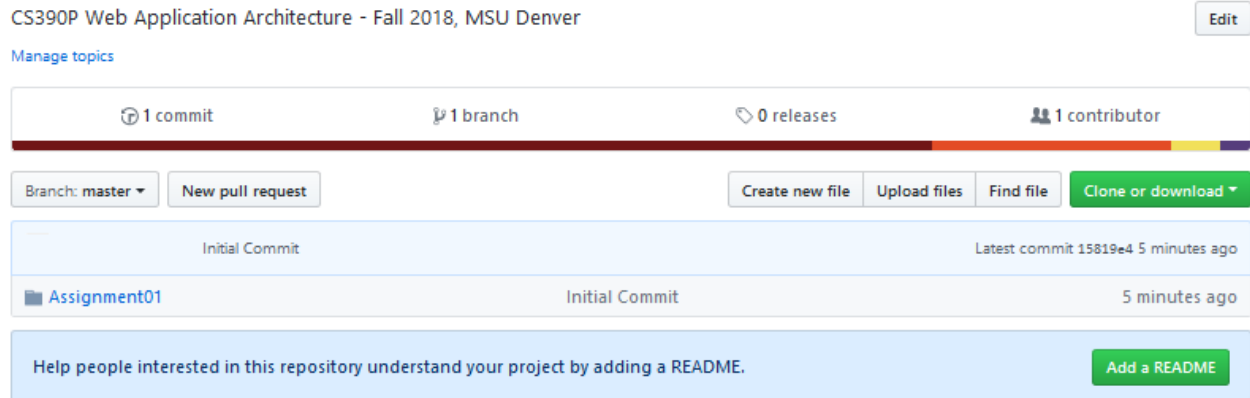 CS390P Web Application Architecture - Fall 2018, MSU Denver Edit
Manage topics
1 commit 1 branch 0 releases 1 contributor
Branch: master New pull request Create new file Upload files Find file Clone or download
Initial Commit Latest commit 15819e4 5 minutes ago
Assignment01 Initial Commit 5 minutes ago
Help people interested in this repository understand your project by adding a README. Add a README